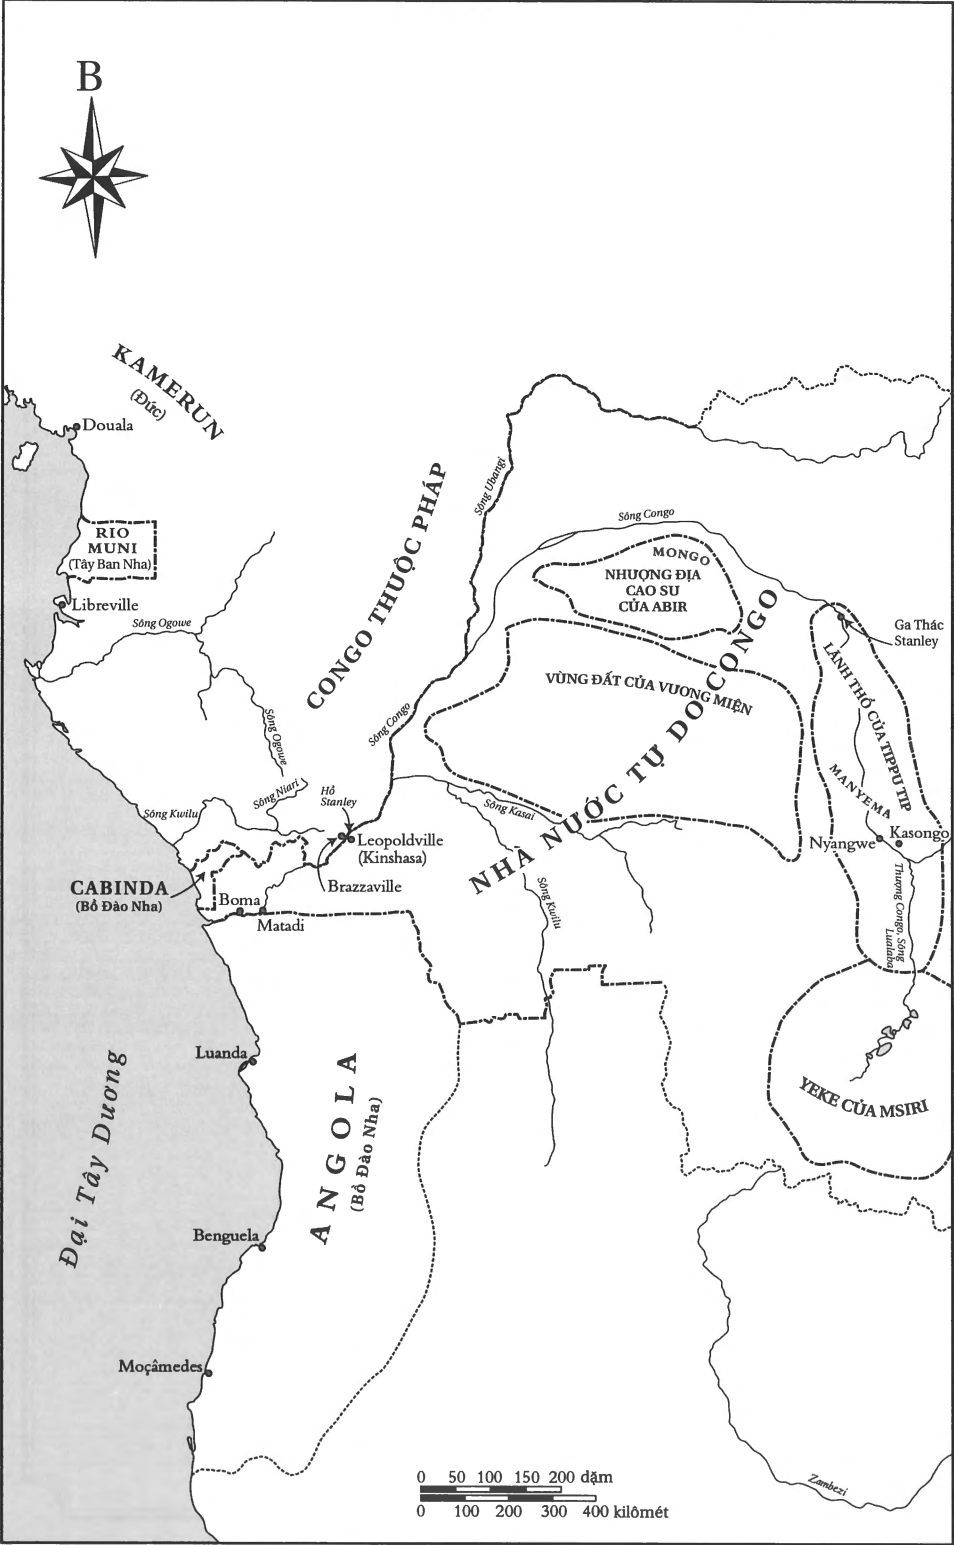 B
KAMERUN
(Đức)
Douala
RIO
MUNI
(Tây Ban Nha)
Libreville
Sông Ogowe
CONGO THUỘC PHÁP
Sông Ubangi
Sông Congo
MONGO
NHƯỢNG ĐỊA
CAO SU
CỦA ABIR
Ga Thác
Stanley
LÃNH THỔ CỦA TIPPU TIP
VÙNG ĐẤT CỦA VƯƠNG MIỆN
NHÀ NƯỚC TỰ DO CONGO
Sông Congo
Sông Ogowe
Sông Niari
Hồ
Stanley
Sông Kwilu
Sông Kasai
MANYEMA
Leopoldville
(Kinshasa)
Nyangwe
Kasongo
Brazzaville
CABINDA
(Bồ Đào Nha)
Boma
Matadi
Sông Kwilu
Thượng Congo, Sông
Lualaba
Luanda
YEKE CỦA MSIRI
Đại Tây Dương
ANGOLA
(Bồ Đào Nha)
Benguela
Moçâmedes
Zambezi
0 50 100 150 200 dặm
0 100 200 300 400 kilômét